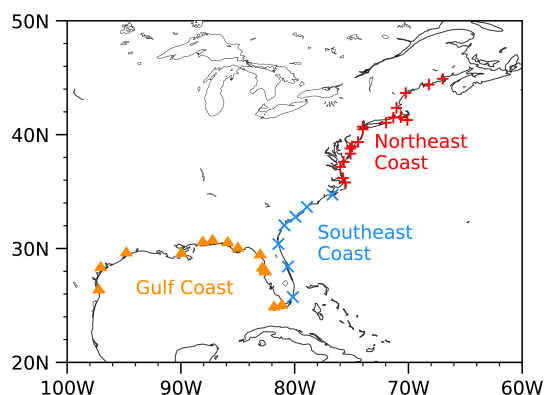 50N
40N
30N
20N
Northeast
Coast
Southeast
Coast
Gulf Coast
100W 90W 80W 70W 60W